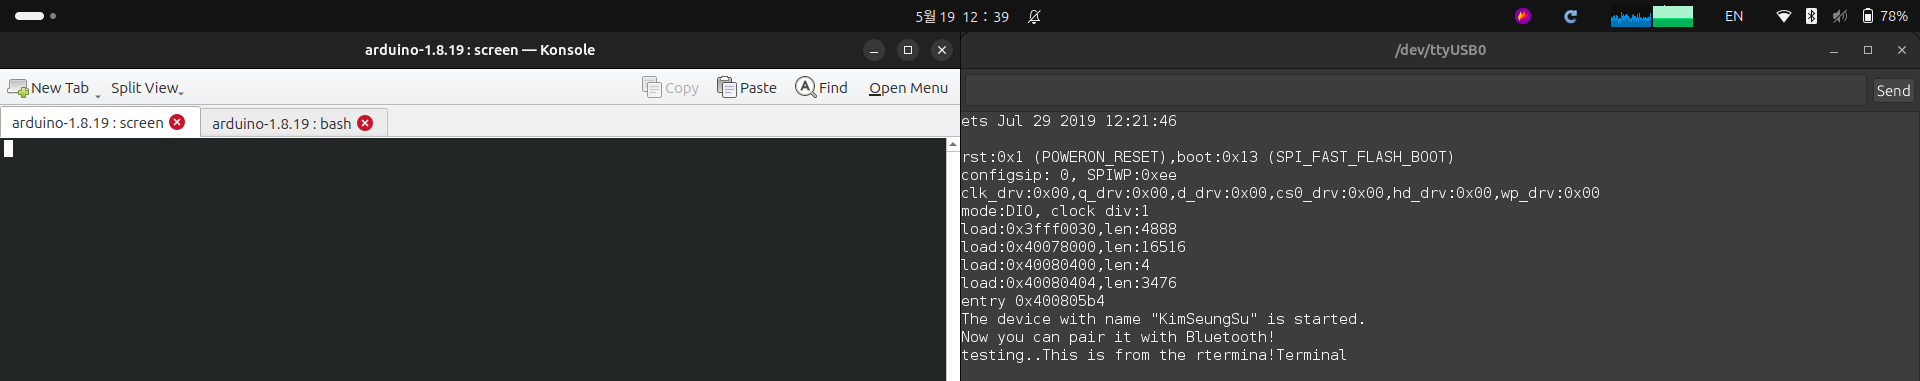 5월 19 12 : 39
EN
78%
arduino-1.8.19 : screen — Konsole
New Tab
Split View
Copy
Paste
Find
Open Menu
arduino-1.8.19 : screen
arduino-1.8.19 : bash
/dev/ttyUSB0
Send
ets Jul 29 2019 12:21:46
rst:0x1 (POWERON_RESET),boot:0x13 (SPI_FAST_FLASH_BOOT)
configsip: 0, SPIWP:0xee
clk_drv:0x00,q_drv:0x00,d_drv:0x00,cs0_drv:0x00,hd_drv:0x00,wp_drv:0x00
mode:DIO, clock div:1
load:0x3fff0030,len:4888
load:0x40078000,len:16516
load:0x40080400,len:4
load:0x40080404,len:3476
entry 0x400805b4
The device with name "KimSeungSu" is started.
Now you can pair it with Bluetooth!
testing..This is from the rtermina!Terminal